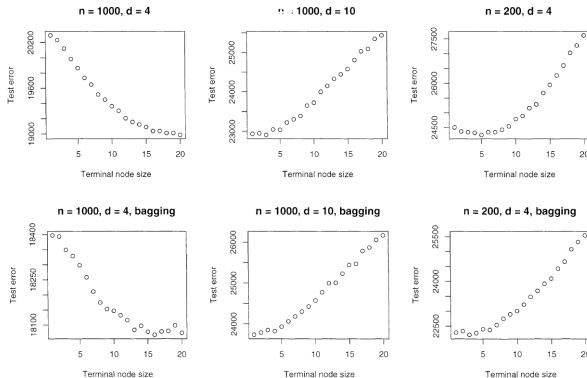 n = 1000, d = 4
1000, d = 10
n = 200, d = 4
Test error
20200
19600
19000
5
10
15
20
Terminal node size
Test error
25000
24000
23000
5
10
15
20
Terminal node size
Test error
27500
26000
24500
5
10
15
20
Terminal node size
n = 1000, d = 4, bagging
n = 1000, d = 10, bagging
n = 200, d = 4, bagging
Test error
18400
18250
18100
5
10
15
20
Terminal node size
Test error
26000
25000
24000
5
10
15
20
Terminal node size
Test error
25500
24000
22500
5
10
15
20
Terminal node size